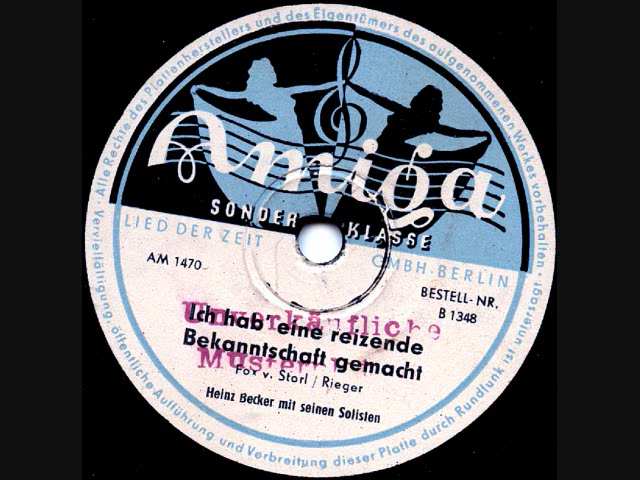 Alle Rechte des Plattenherstellers und des Eigentümers des aufgenommenen Werkes vorbehalten · Vervielfältigung, öffentliche Aufführung und Verbreitung dieser Platte durch Rundfunk ist untersagt ·
Amiga
SONDER KLASSE
LIED DER ZEIT GMBH·BERLIN
AM 1470
BESTELL-NR.
B 1348
Unverkäufliche
Ich hab' eine reizende
Bekanntschaft gemacht
Fox v. Storl / Rieger
Heinz Becker mit seinen Solisten